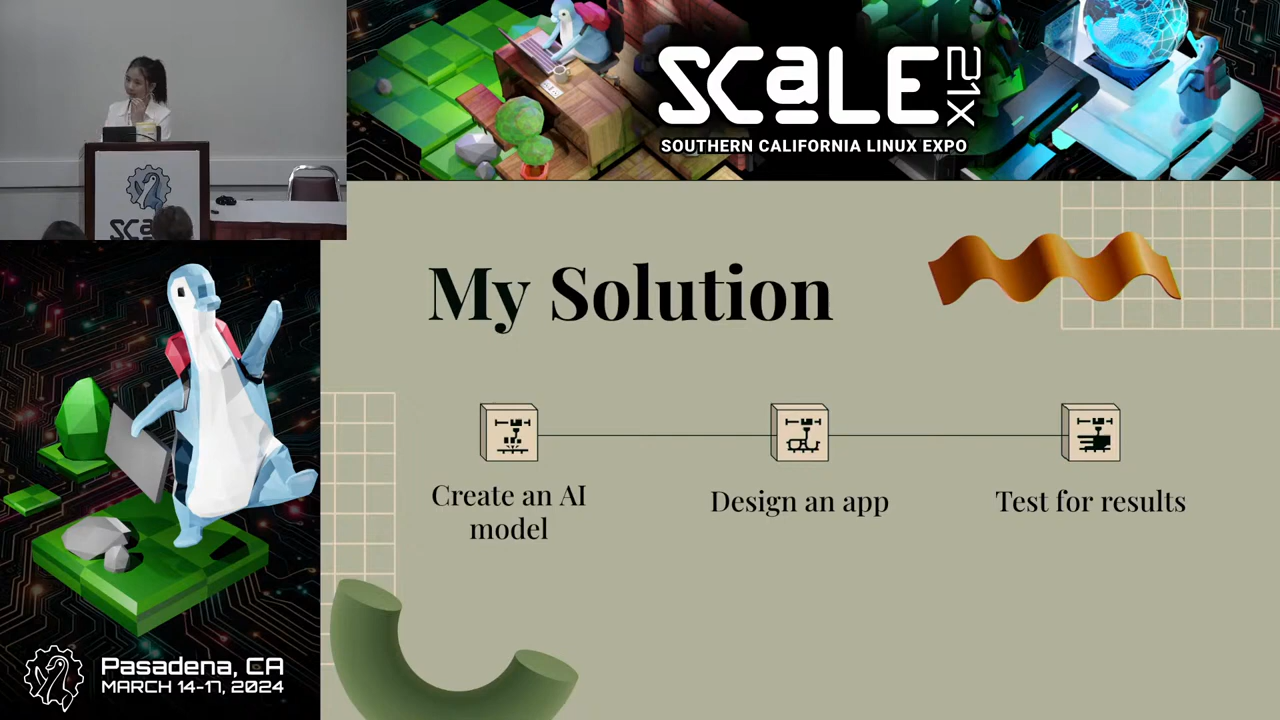 SCaLE 21X
SOUTHERN CALIFORNIA LINUX EXPO
SCa
My Solution
Create an AI
model
Design an app
Test for results
Pasadena, CA
MARCH 14-17, 2024